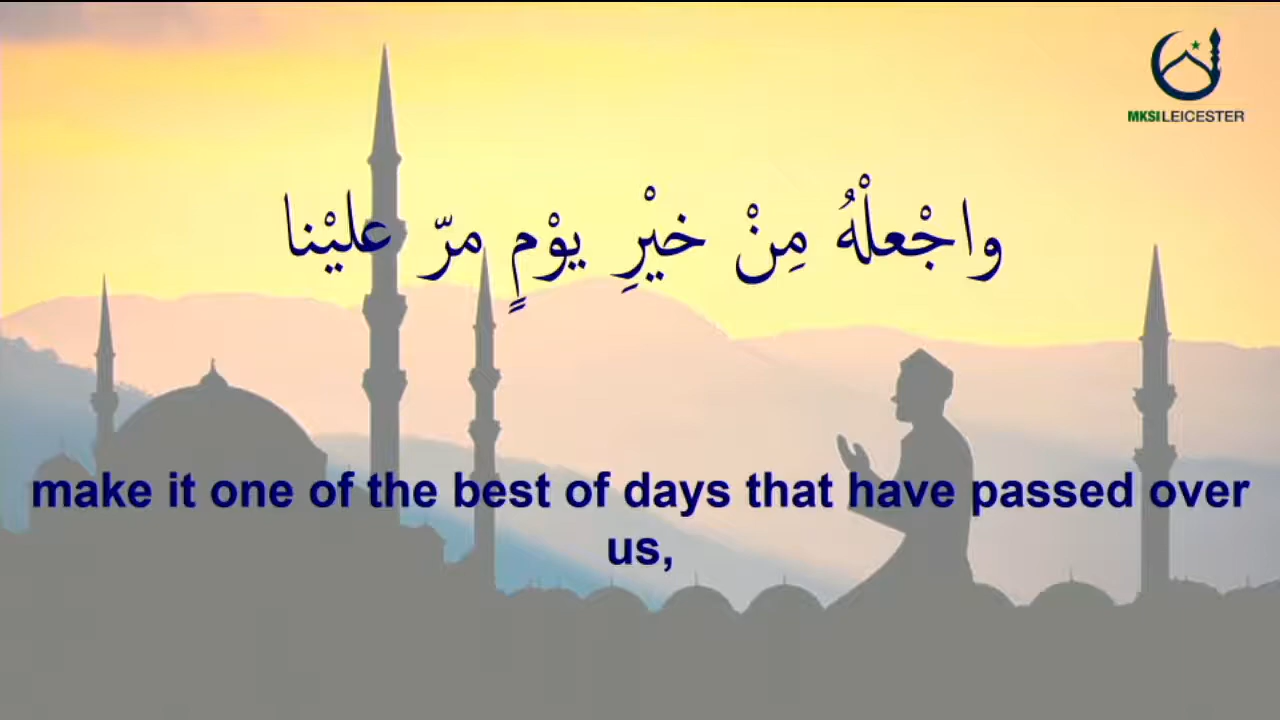 MKSI LEICESTER
واجْعلْهُ مِنْ خيْرِ يوْمٍ مرّ عليْنا
make it one of the best of days that have passed over
us,